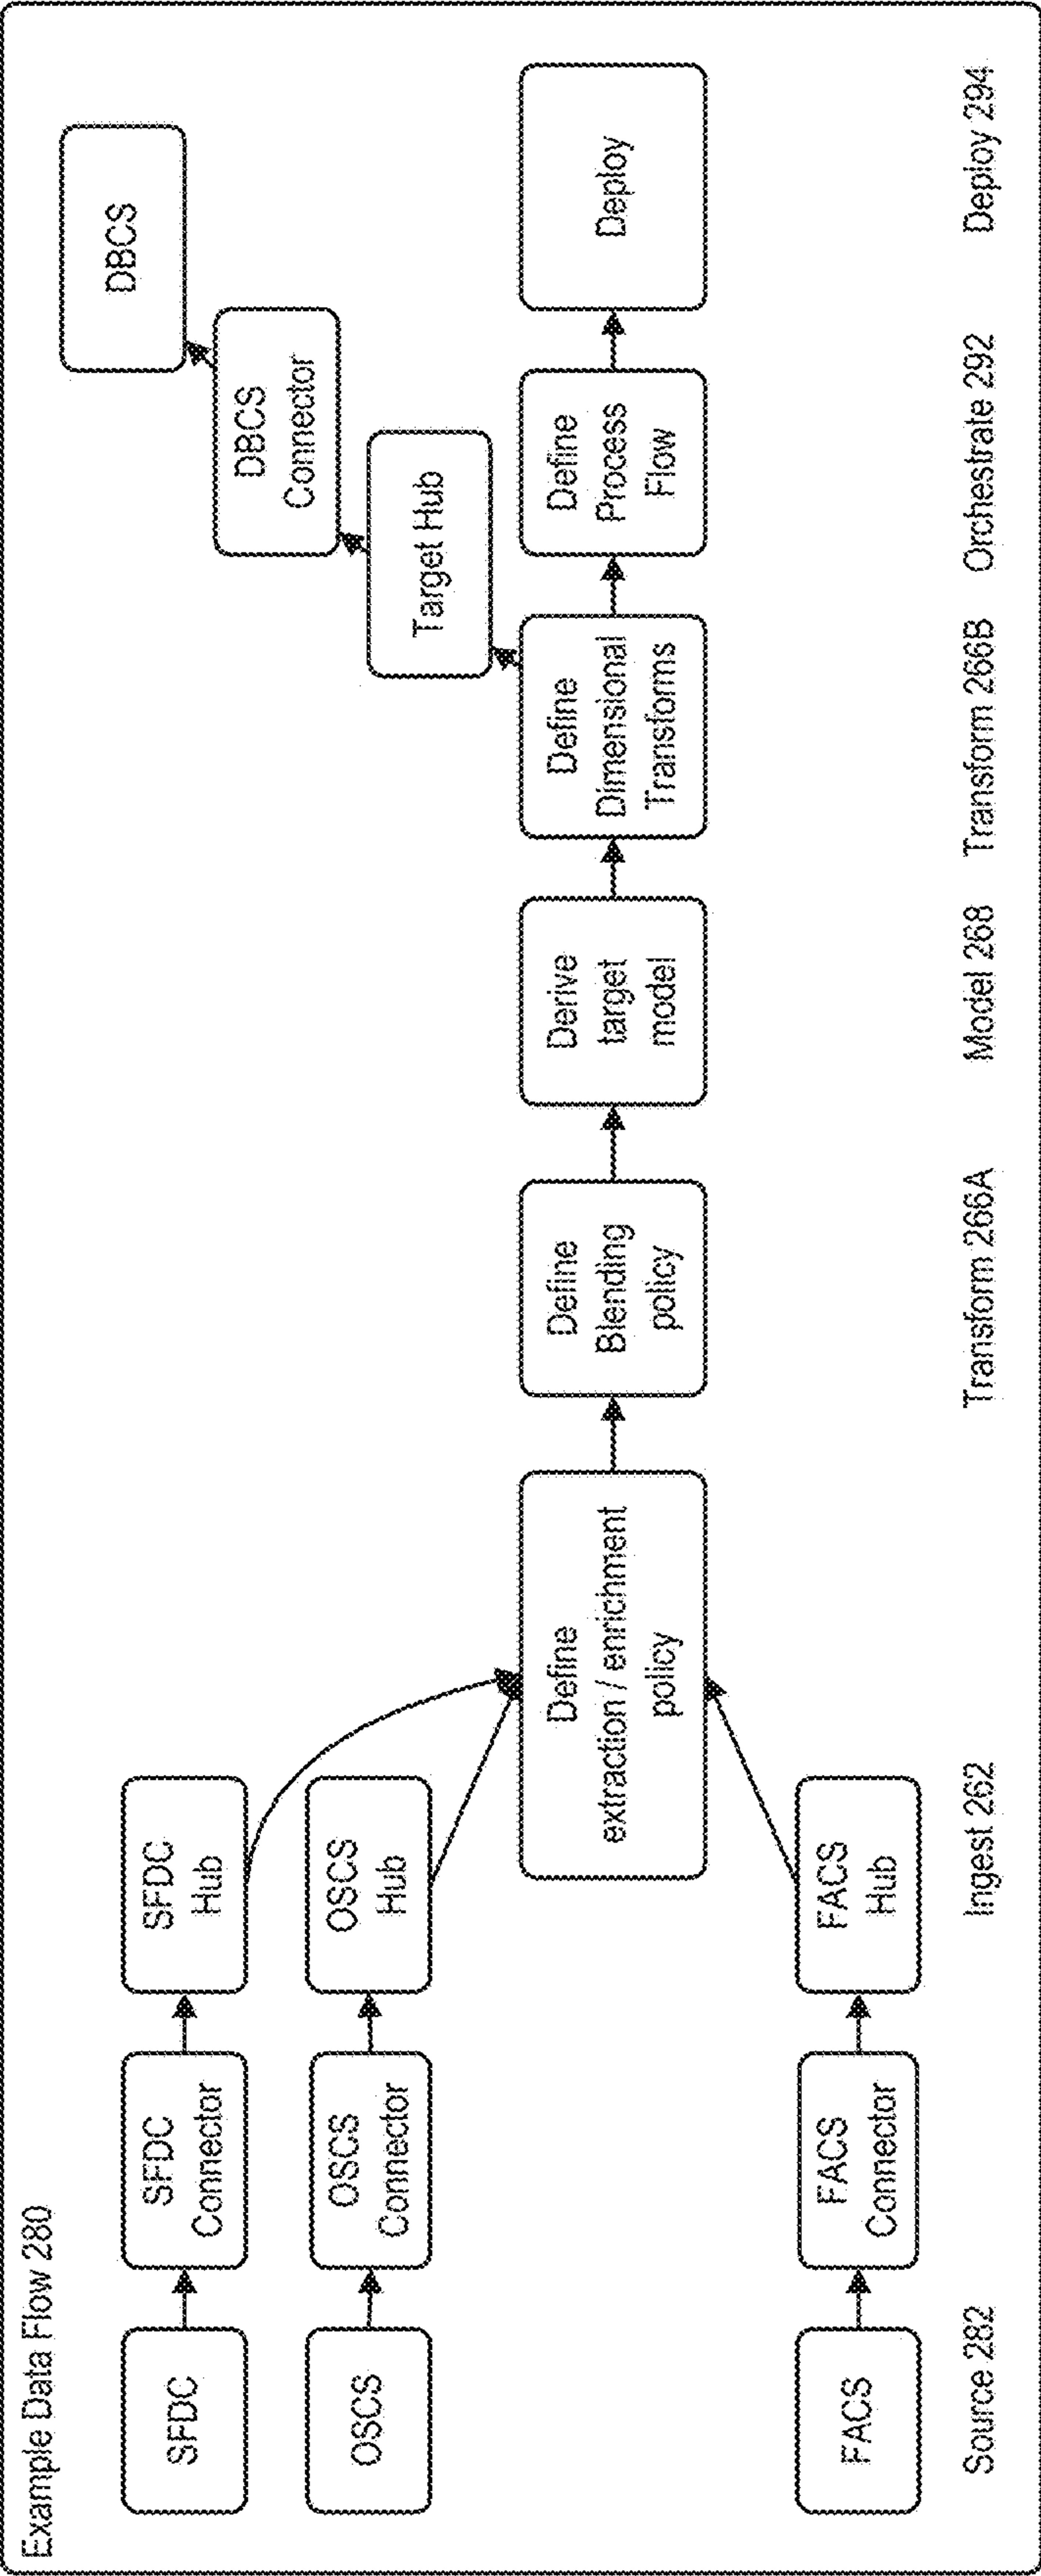 Example Data Flow 280
SFDC
SFDC
Connector
SFDC
Hub
OSCS
OSCS
Connector
OSCS
Hub
FACS
FACS
Connector
FACS
Hub
Define
extraction / enrichment
policy
Define
Blending
policy
Derive
target
model
Define
Dimensional
Transforms
Target Hub
DBCS
Connector
DBCS
Define
Process
Flow
Deploy
Source 282
Ingest 262
Transform 266A
Model 268
Transform 266B
Orchestrate 292
Deploy 294